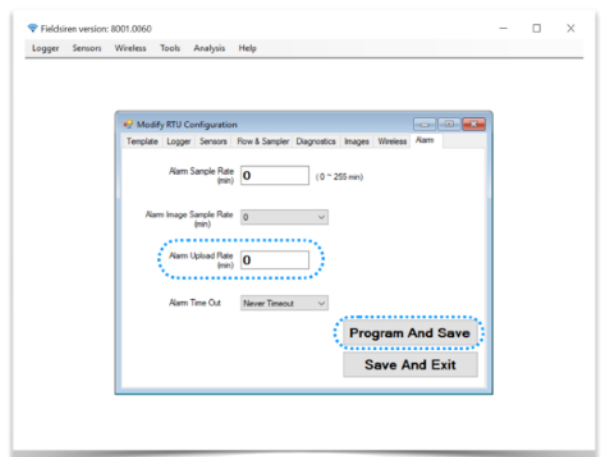 Fieldsiren version: 8001.0060
Logger Sensors Wireless Tools Analysis Help
Modify RTU Configuration
Template Logger Sensors Flow & Sampler Diagnostics Images Wireless Alarm
Alarm Sample Rate
(min)
0
(0 ~ 255 min)
Alarm Image Sample Rate
(min)
0
Alarm Upload Rate
(min)
0
Alarm Time Out
Never Timeout
Program And Save
Save And Exit